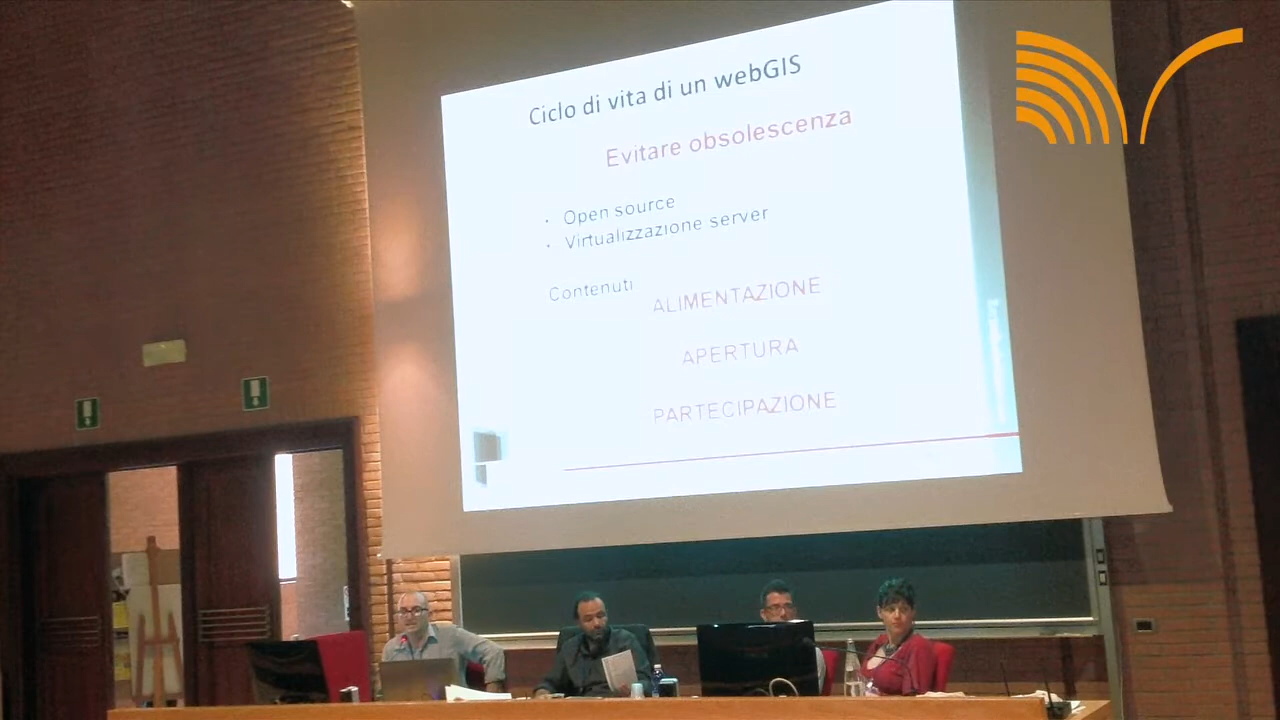 Ciclo di vita di un webGIS
Evitare obsolescenza
• Open source
• Virtualizzazione server
Contenuti
ALIMENTAZIONE
APERTURA
PARTECIPAZIONE